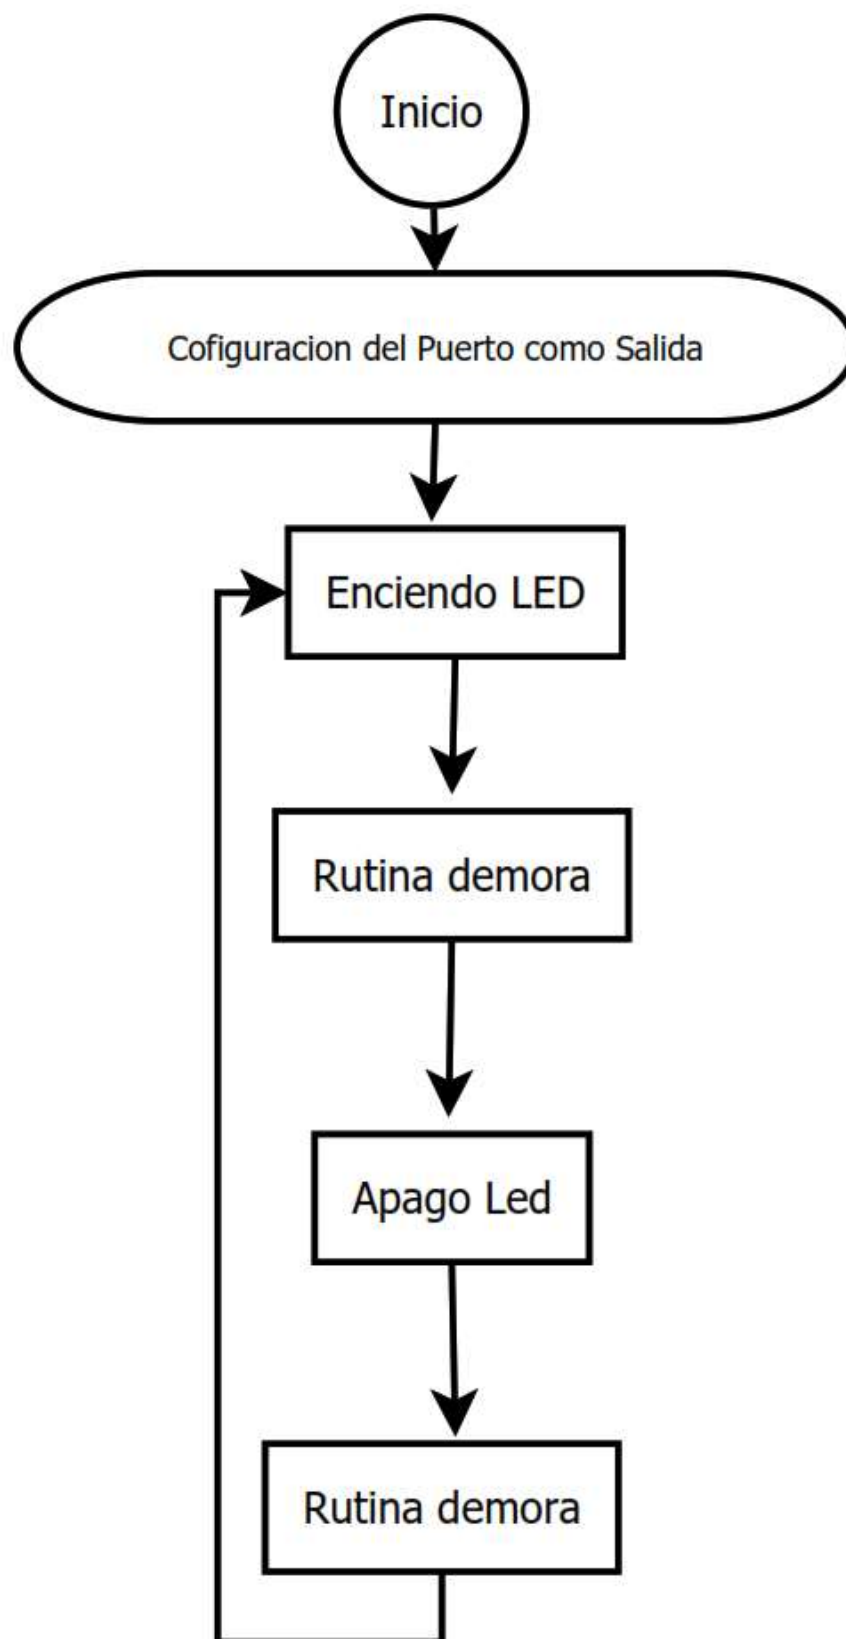 Inicio
Cofiguracion del Puerto como Salida
Enciendo LED
Rutina demora
Apago Led
Rutina demora